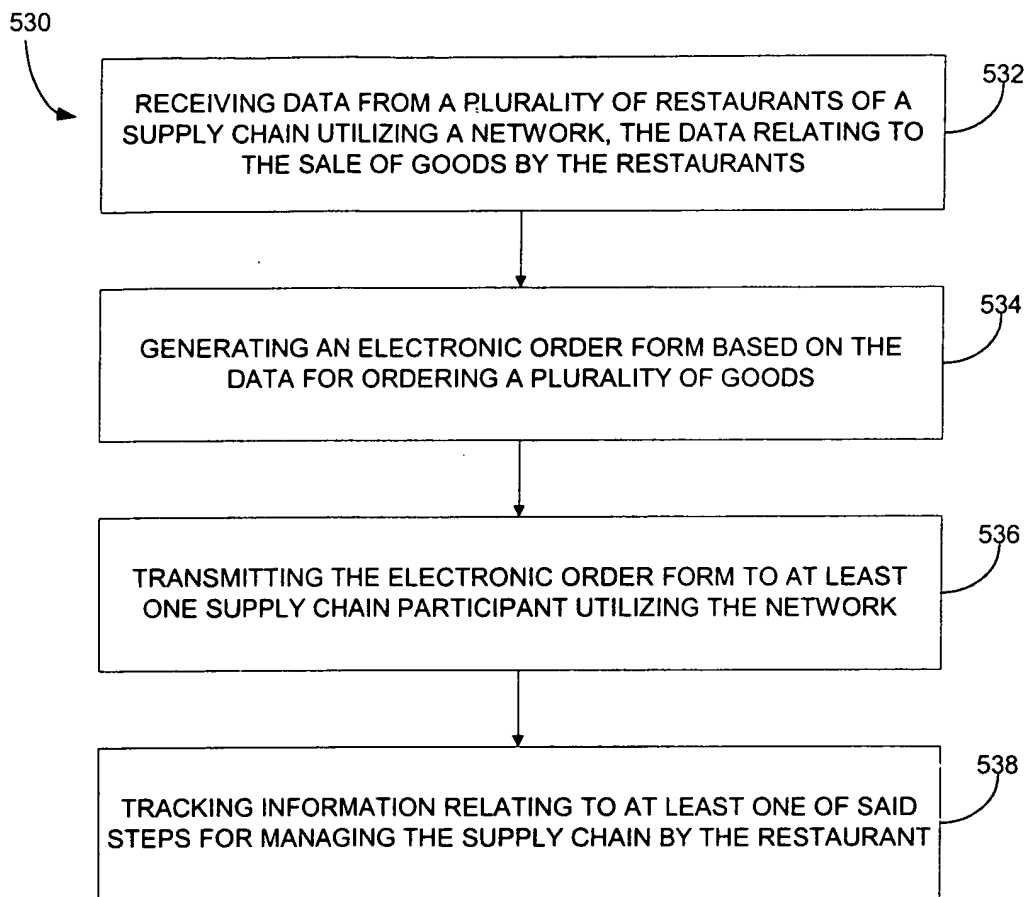 530
532
RECEIVING DATA FROM A PLURALITY OF RESTAURANTS OF A
SUPPLY CHAIN UTILIZING A NETWORK, THE DATA RELATING TO
THE SALE OF GOODS BY THE RESTAURANTS
534
GENERATING AN ELECTRONIC ORDER FORM BASED ON THE
DATA FOR ORDERING A PLURALITY OF GOODS
536
TRANSMITTING THE ELECTRONIC ORDER FORM TO AT LEAST
ONE SUPPLY CHAIN PARTICIPANT UTILIZING THE NETWORK
538
TRACKING INFORMATION RELATING TO AT LEAST ONE OF SAID
STEPS FOR MANAGING THE SUPPLY CHAIN BY THE RESTAURANT